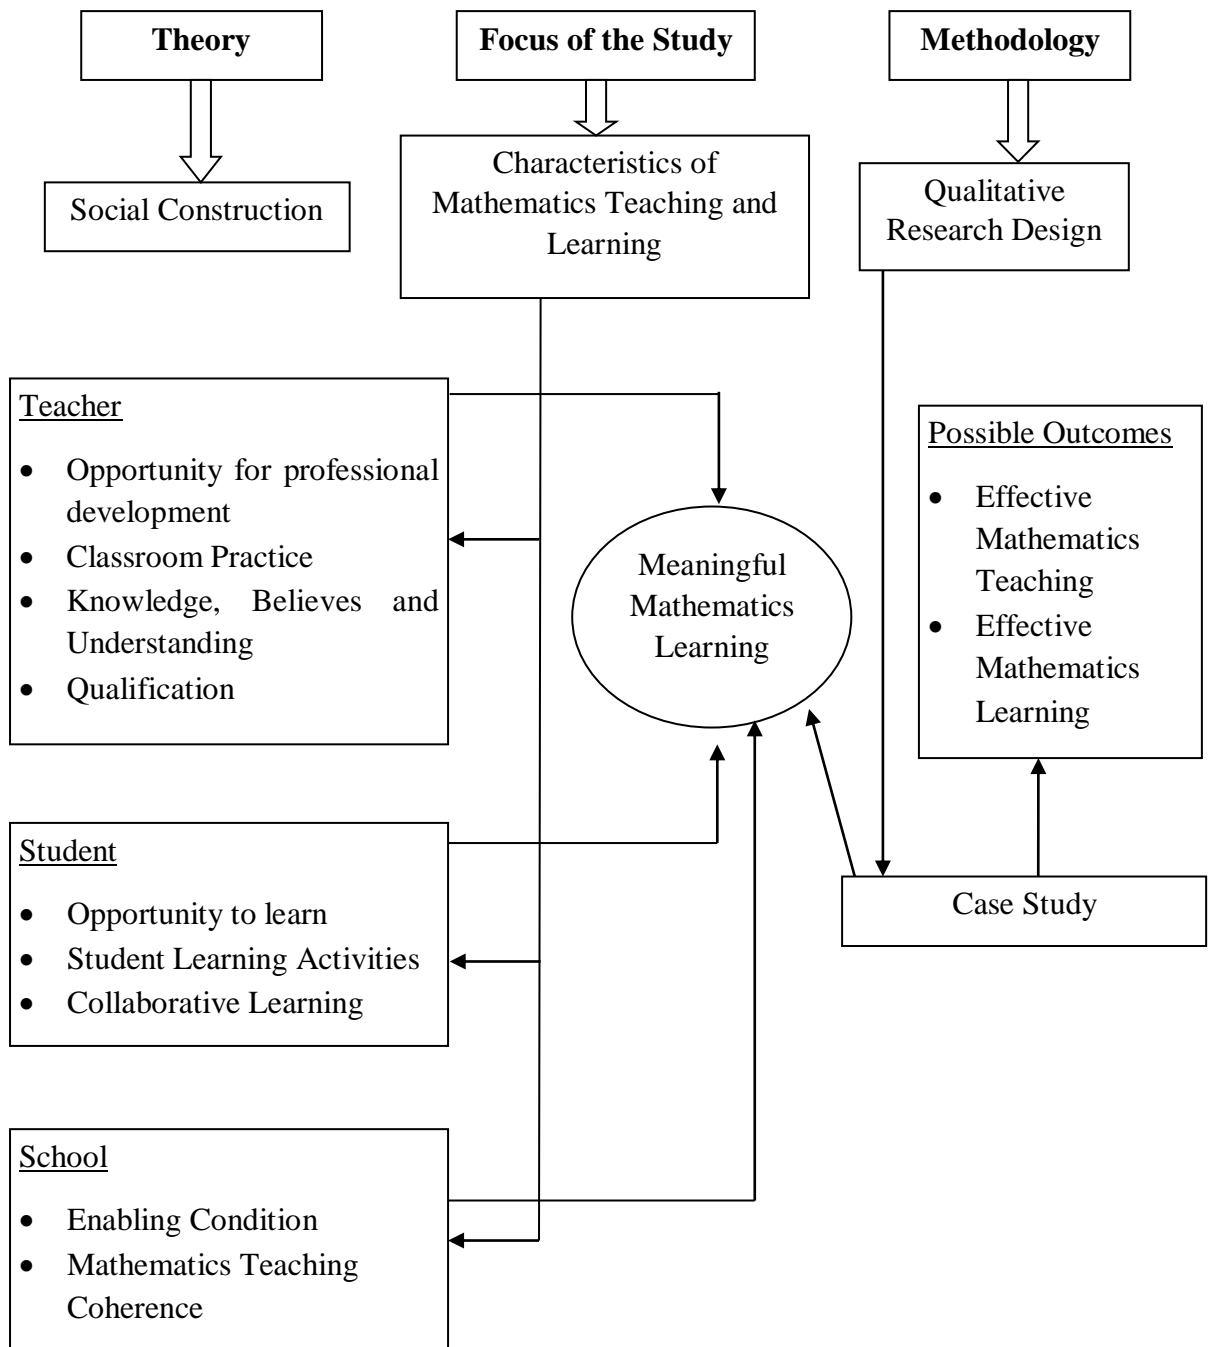 Theory
Focus of the Study
Methodology
Social Construction
Characteristics of
Mathematics Teaching and
Learning
Qualitative
Research Design
Teacher
• Opportunity for professional
development
• Classroom Practice
• Knowledge, Believes and
Understanding
• Qualification
Meaningful
Mathematics
Learning
Possible Outcomes
• Effective
Mathematics
Teaching
• Effective
Mathematics
Learning
Student
• Opportunity to learn
• Student Learning Activities
• Collaborative Learning
Case Study
School
• Enabling Condition
• Mathematics Teaching
Coherence